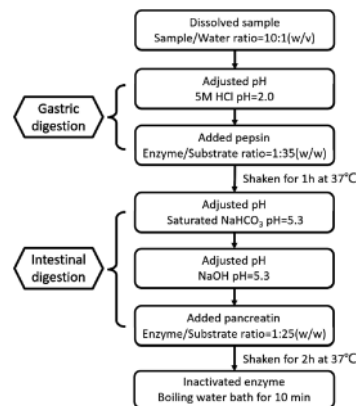 Dissolved sample
Sample/Water ratio=10:1(w/v)
Adjusted pH
5M HCl pH=2.0
Gastric
digestion
Added pepsin
Enzyme/Substrate ratio=1:35(w/w)
Shaken for 1h at 37℃
Adjusted pH
Saturated NaHCO₃ pH=5.3
Intestinal
digestion
Adjusted pH
NaOH pH=5.3
Added pancreatin
Enzyme/Substrate ratio=1:25(w/w)
Shaken for 2h at 37℃
Inactivated enzyme
Boiling water bath for 10 min